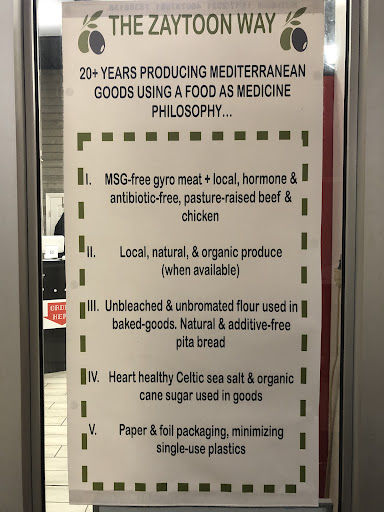 THE ZAYTOON WAY
20+ YEARS PRODUCING MEDITERRANEAN
GOODS USING A FOOD AS MEDICINE
PHILOSOPHY...
I. MSG-free gyro meat + local, hormone &
antibiotic-free, pasture-raised beef &
chicken
II. Local, natural, & organic produce
(when available)
III. Unbleached & unbromated flour used in
baked-goods. Natural & additive-free
pita bread
IV. Heart healthy Celtic sea salt & organic
cane sugar used in goods
V. Paper & foil packaging, minimizing
single-use plastics